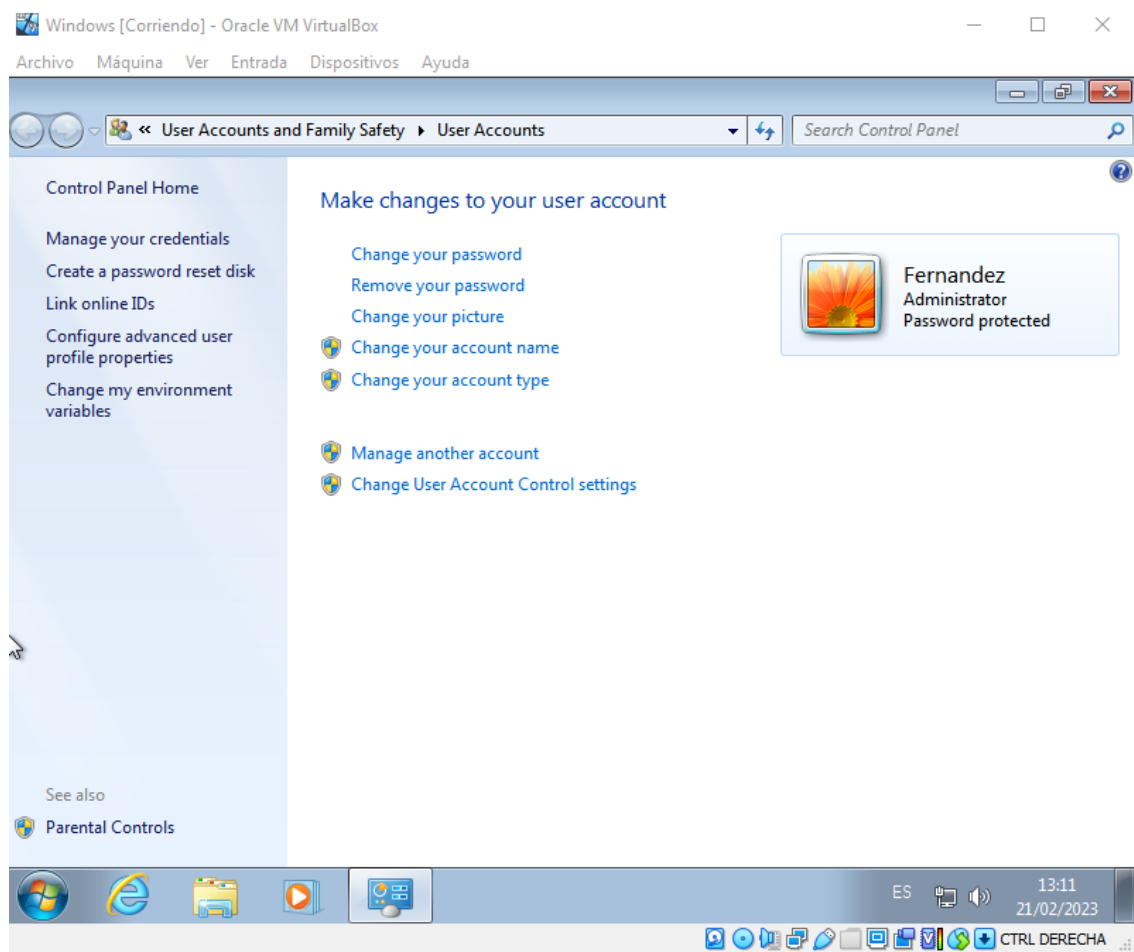 Windows [Corriendo] - Oracle VM VirtualBox
Archivo Máquina Ver Entrada Dispositivos Ayuda
« User Accounts and Family Safety User Accounts
Search Control Panel
Control Panel Home
Manage your credentials
Create a password reset disk
Link online IDs
Configure advanced user
profile properties
Change my environment
variables
See also
Parental Controls
Make changes to your user account
Change your password
Remove your password
Change your picture
Change your account name
Change your account type
Manage another account
Change User Account Control settings
Fernandez
Administrator
Password protected
ES
13:11
21/02/2023
CTRL DERECHA